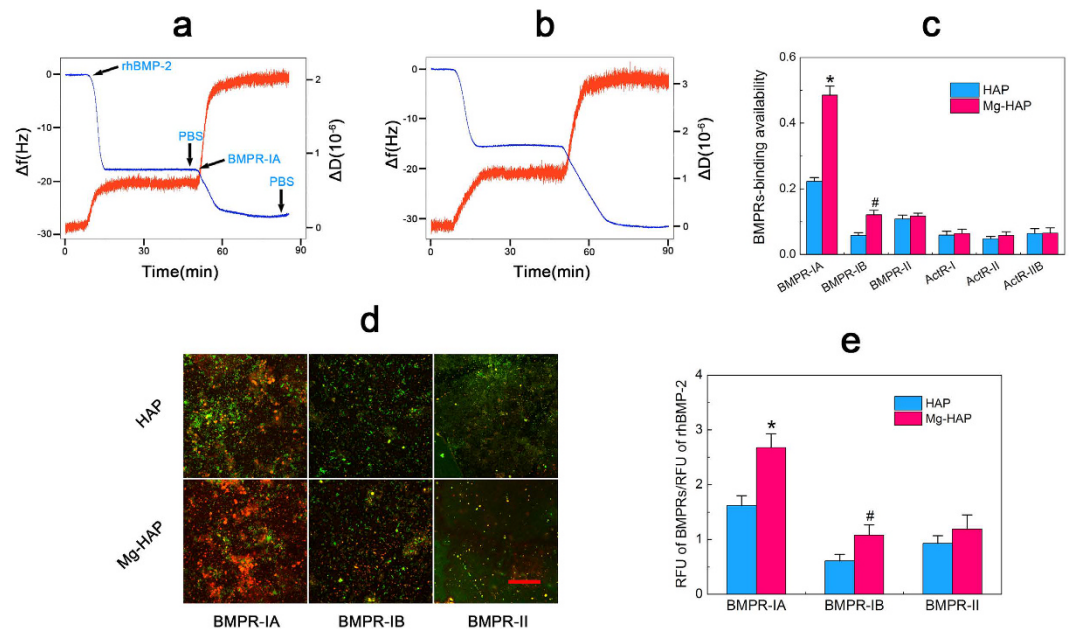 a
b
c
0
-10
-20
-30
Δf(Hz)
rhBMP-2
PBS
BMPR-IA
PBS
2
1
0
ΔD(10⁻⁶)
0
30
60
90
Time(min)
0
-10
-20
-30
Δf(Hz)
3
2
1
0
ΔD(10⁻⁶)
0
30
60
90
Time(min)
0.6
0.4
0.2
0.0
BMPRs-binding availability
HAP
Mg-HAP
*
#
BMPR-IA
BMPR-IB
BMPR-II
ActR-I
ActR-II
ActR-IIB
d
HAP
Mg-HAP
BMPR-IA
BMPR-IB
BMPR-II
e
4
3
2
1
0
RFU of BMPRs/RFU of rhBMP-2
HAP
Mg-HAP
*
#
BMPR-IA
BMPR-IB
BMPR-II